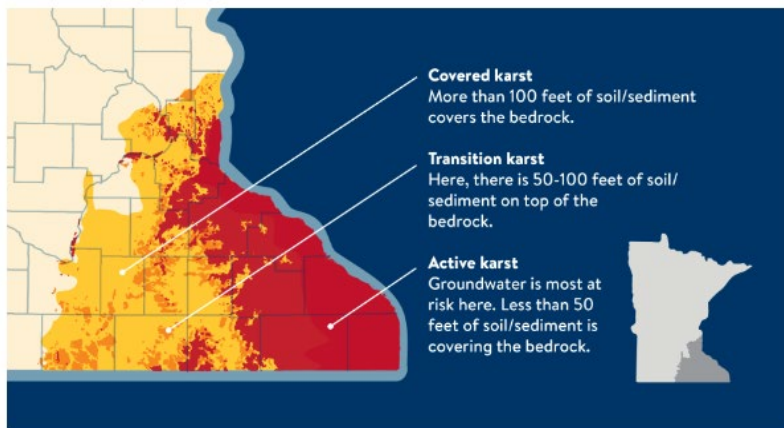 Covered karst
More than 100 feet of soil/sediment
covers the bedrock.
Transition karst
Here, there is 50-100 feet of soil/
sediment on top of the
bedrock.
Active karst
Groundwater is most at
risk here. Less than 50
feet of soil/sediment is
covering the bedrock.